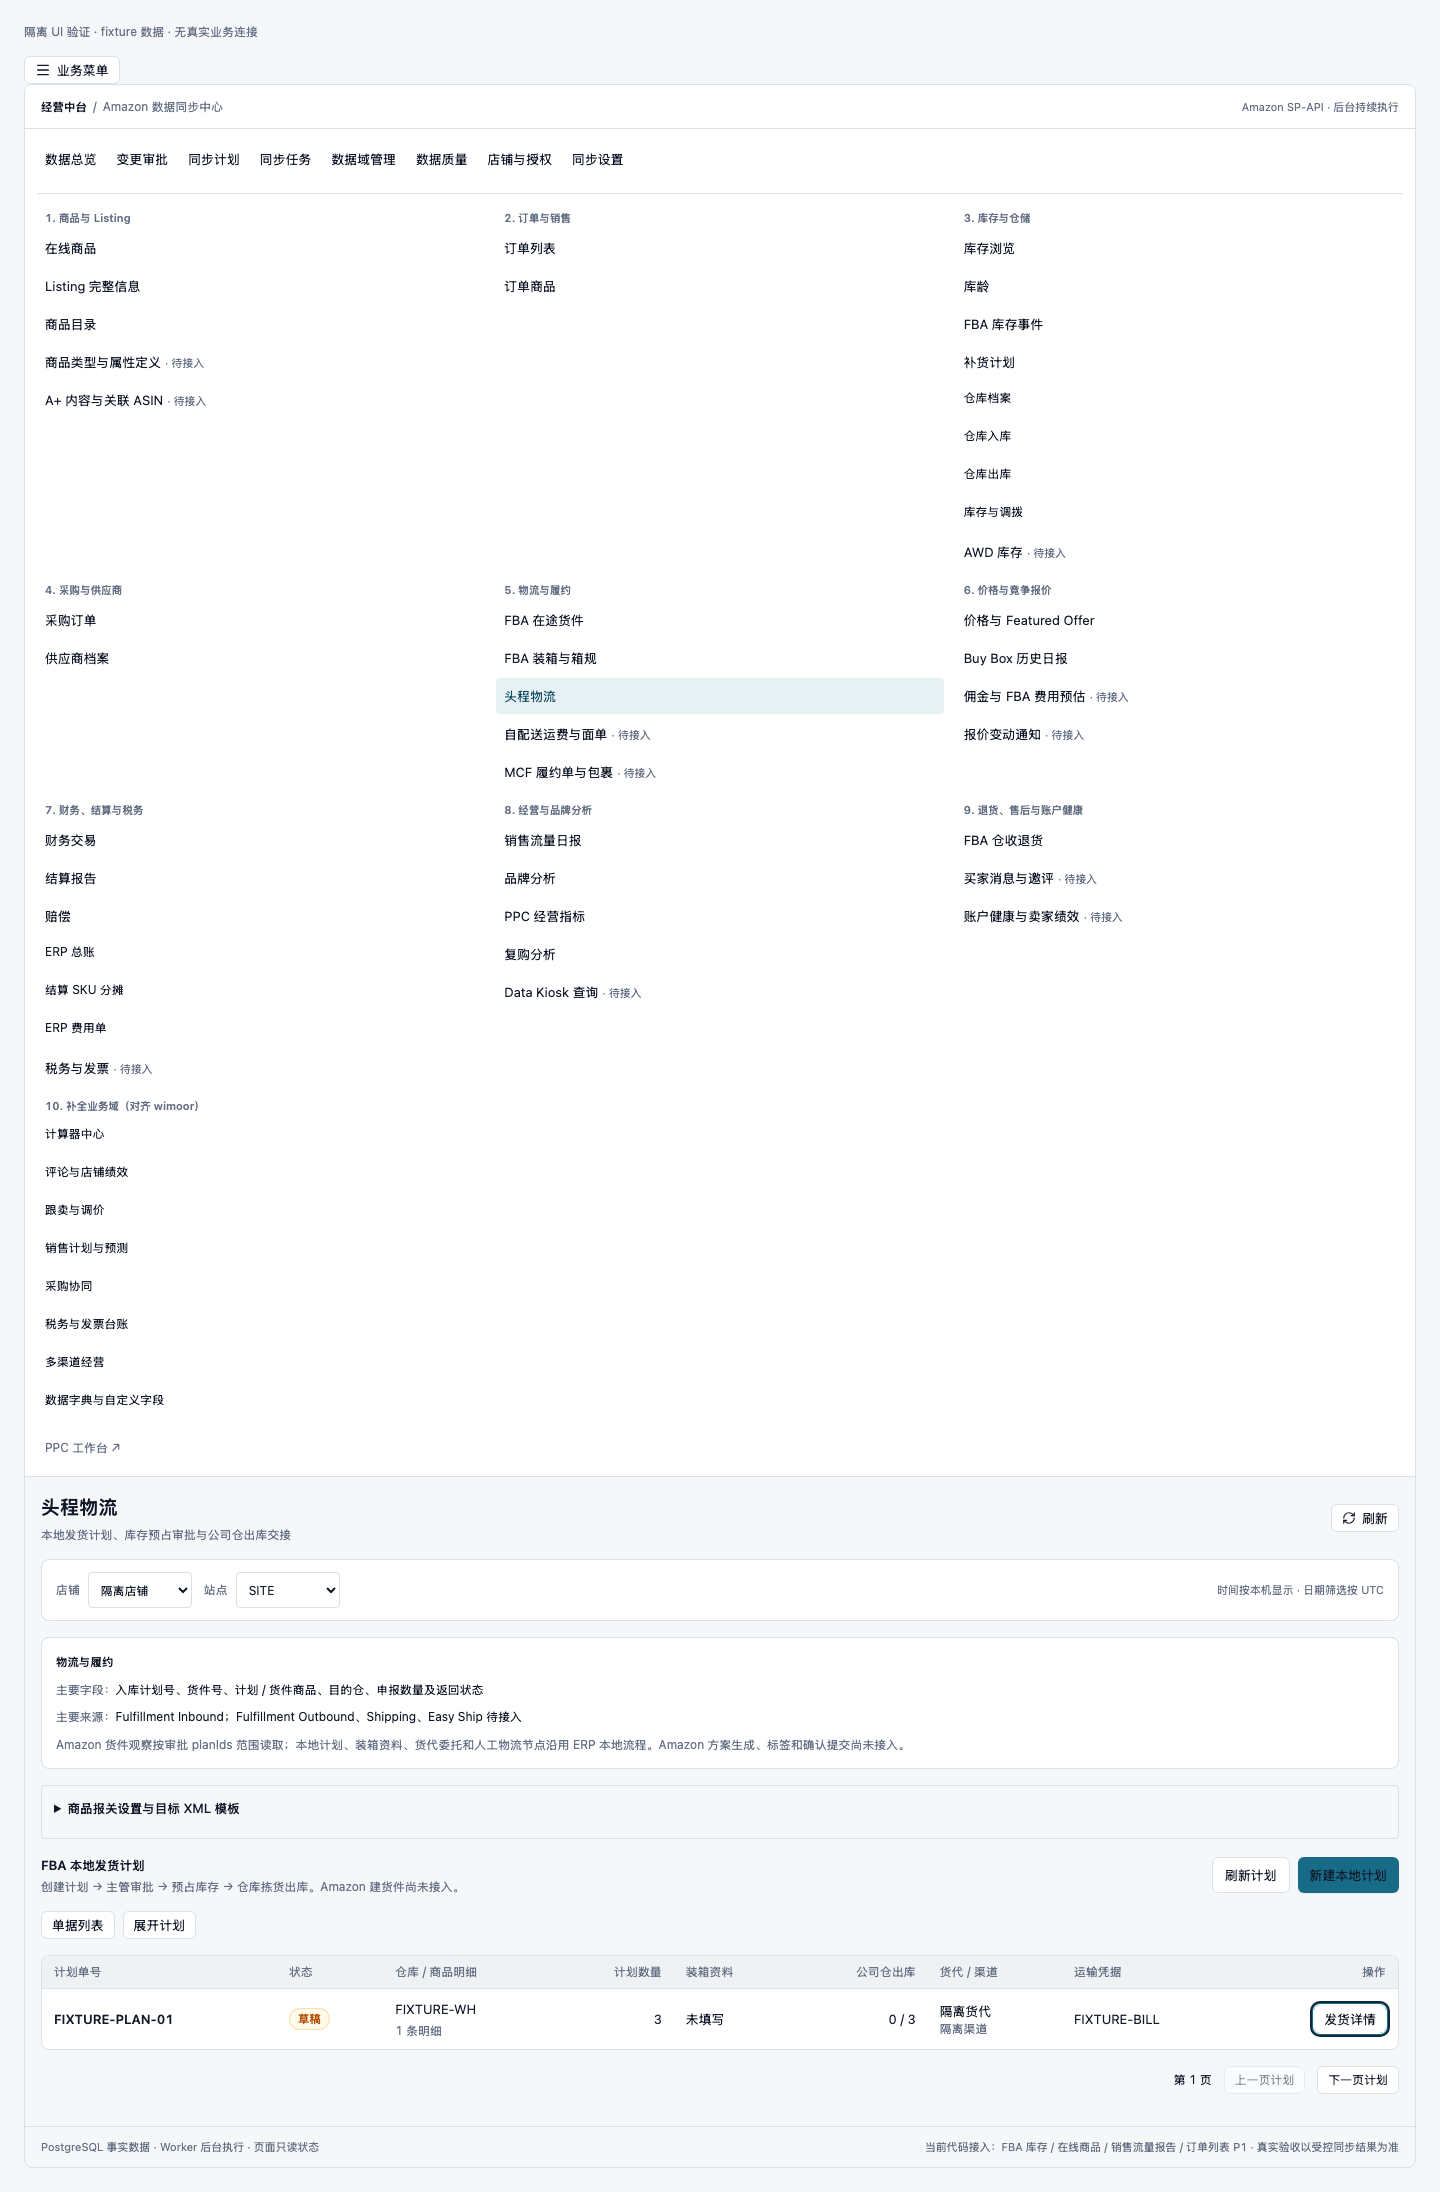 隔离 UI 验证 · fixture 数据 · 无真实业务连接
业务菜单
经营中台 / Amazon 数据同步中心
Amazon SP-API · 后台持续执行
数据总览 变更审批 同步计划 同步任务 数据域管理 数据质量 店铺与授权 同步设置
1. 商品与 Listing
在线商品
Listing 完整信息
商品目录
商品类型与属性定义 · 待接入
A+ 内容与关联 ASIN · 待接入
2. 订单与销售
订单列表
订单商品
3. 库存与仓储
库存浏览
库龄
FBA 库存事件
补货计划
仓库档案
仓库入库
仓库出库
库存与调拨
AWD 库存 · 待接入
4. 采购与供应商
采购订单
供应商档案
5. 物流与履约
FBA 在途货件
FBA 装箱与箱规
头程物流
自配送运费与面单 · 待接入
MCF 履约单与包裹 · 待接入
6. 价格与竞争报价
价格与 Featured Offer
Buy Box 历史日报
佣金与 FBA 费用预估 · 待接入
报价变动通知 · 待接入
7. 财务、结算与税务
财务交易
结算报告
赔偿
ERP 总账
结算 SKU 分摊
ERP 费用单
税务与发票 · 待接入
8. 经营与品牌分析
销售流量日报
品牌分析
PPC 经营指标
复购分析
Data Kiosk 查询 · 待接入
9. 退货、售后与账户健康
FBA 仓收退货
买家消息与邀评 · 待接入
账户健康与卖家绩效 · 待接入
10. 补全业务域（对齐 wimoor）
计算器中心
评论与店铺绩效
跟卖与调价
销售计划与预测
采购协同
税务与发票台账
多渠道经营
数据字典与自定义字段
PPC 工作台 ↗
头程物流
本地发货计划、库存预占审批与公司仓出库交接
刷新
店铺 隔离店铺 站点 SITE
时间按本机显示 · 日期筛选按 UTC
物流与履约
主要字段：入库计划号、货件号、计划 / 货件商品、目的仓、申报数量及返回状态
主要来源：Fulfillment Inbound；Fulfillment Outbound、Shipping、Easy Ship 待接入
Amazon 货件观察按审批 planIds 范围读取；本地计划、装箱资料、货代委托和人工物流节点沿用 ERP 本地流程。Amazon 方案生成、标签和确认提交尚未接入。
▶ 商品报关设置与目标 XML 模板
FBA 本地发货计划
创建计划 → 主管审批 → 预占库存 → 仓库拣货出库。Amazon 建货件尚未接入。
刷新计划 新建本地计划
单据列表 展开计划
计划单号 状态 仓库 / 商品明细 计划数量 装箱资料 公司仓出库 货代 / 渠道 运输凭据 操作
FIXTURE-PLAN-01 草稿 FIXTURE-WH 3 未填写 0 / 3 隔离货代 FIXTURE-BILL 发货详情
1 条明细 隔离渠道
第 1 页 上一页计划 下一页计划
PostgreSQL 事实数据 · Worker 后台执行 · 页面只读状态
当前代码接入：FBA 库存 / 在线商品 / 销售流量报告 / 订单列表 P1 · 真实验收以受控同步结果为准